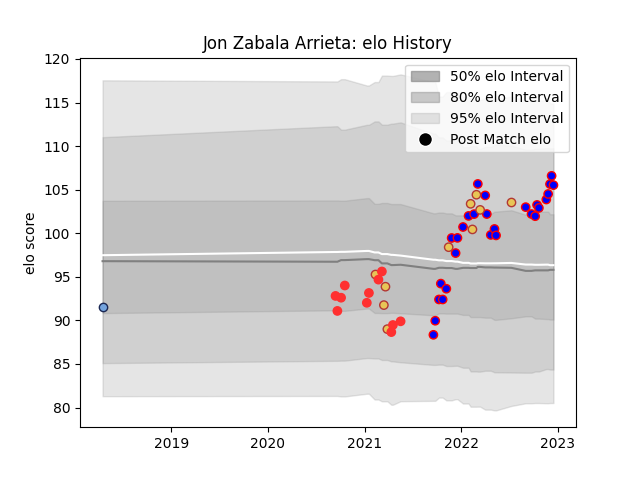 Jon Zabala Arrieta: elo History
120
115
110
105
100
95
90
85
80
elo score
50% elo Interval
80% elo Interval
95% elo Interval
Post Match elo
2019
2020
2021
2022
2023